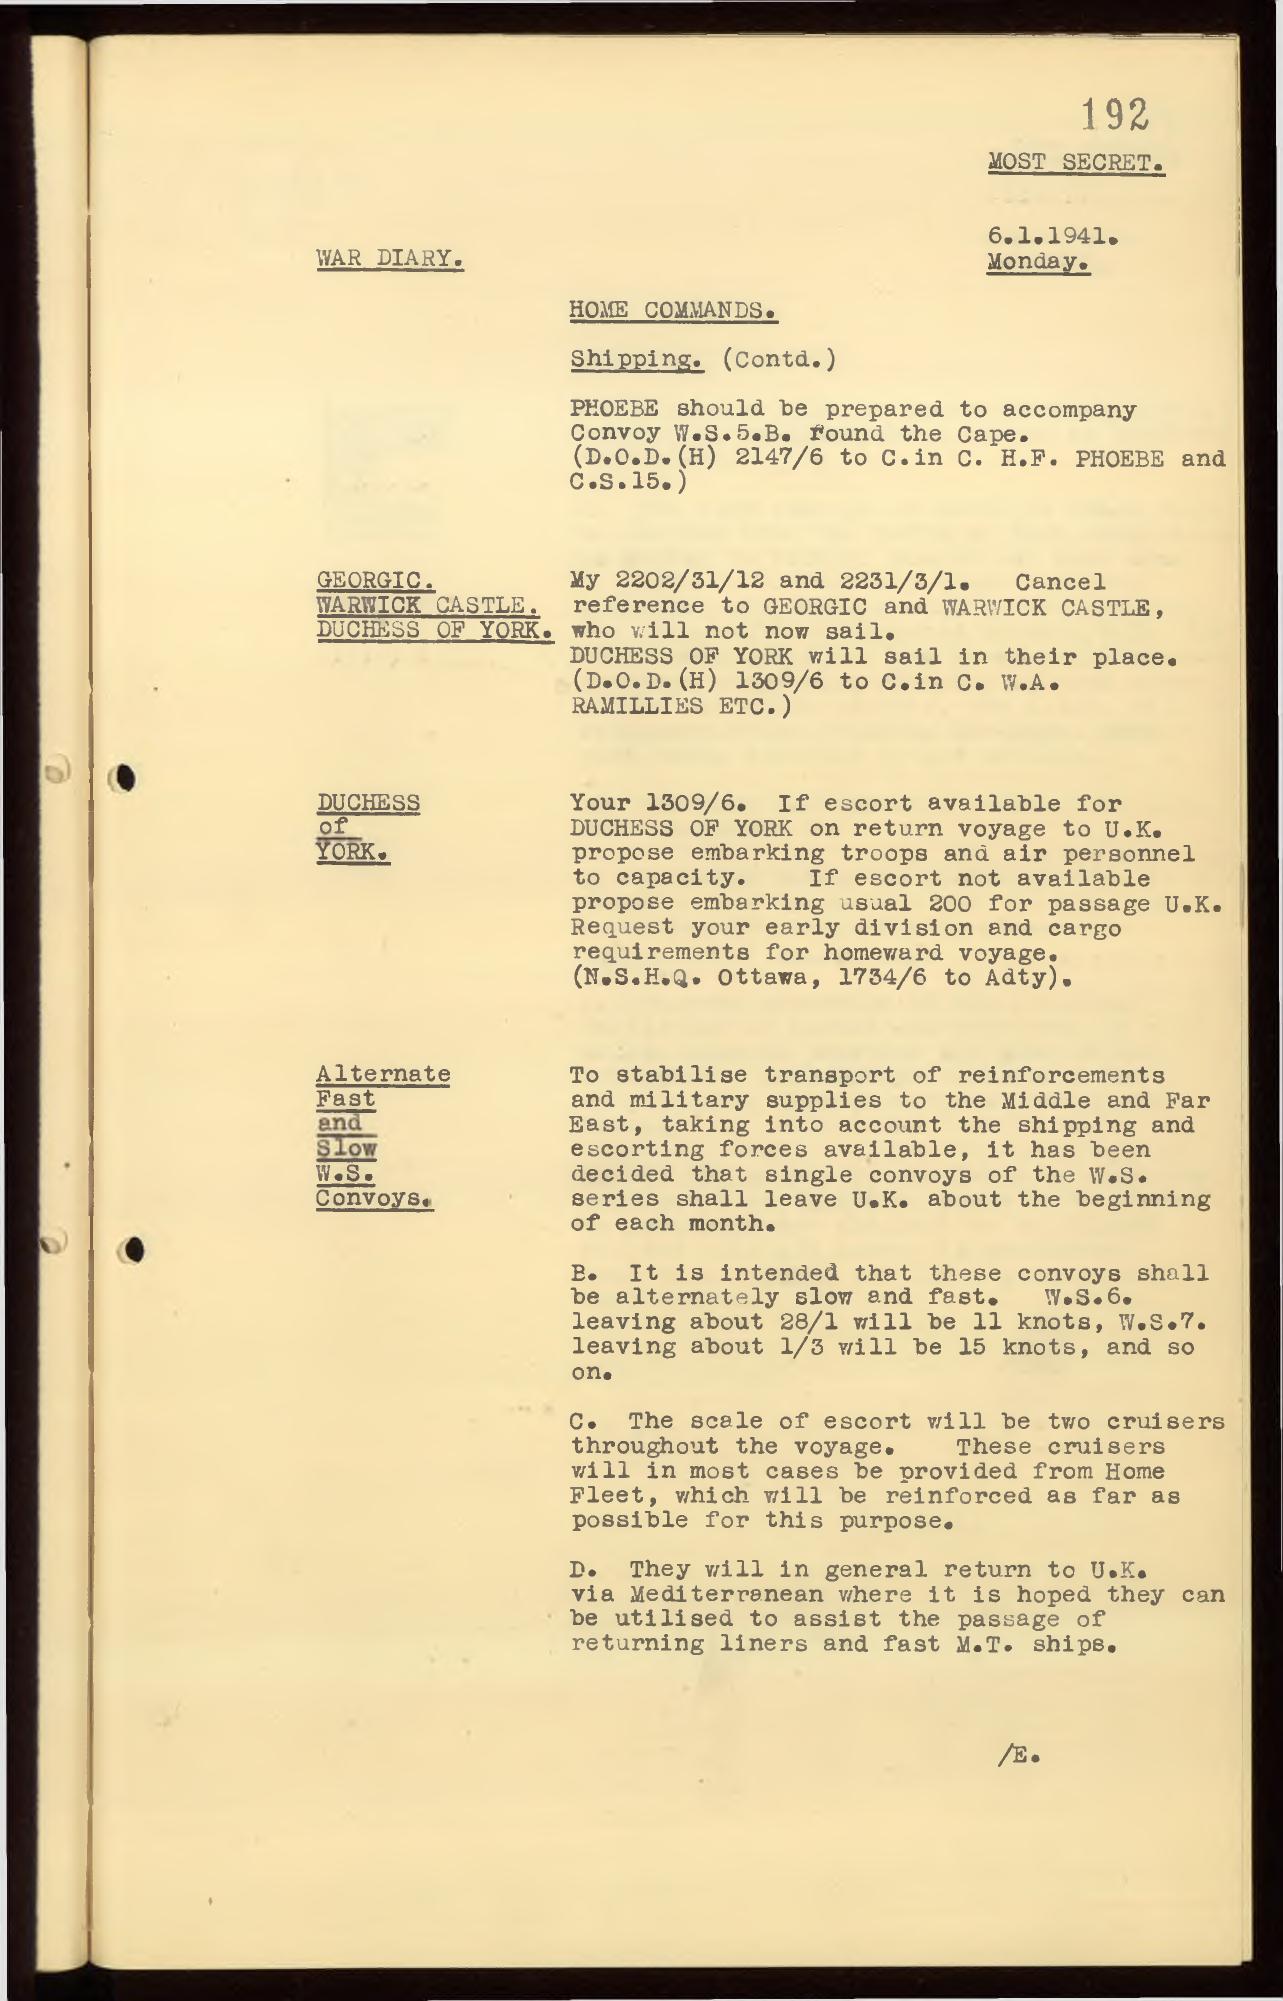 192
MOST SECRET.
6.1.1941.
WAR DIARY.
Monday.
HOME COMMANDS.
Shipping. (Contd.)
PHOEBE should be prepared to accompany
Convoy W.S.5.B. round the Cape.
(D.O.D.(H) 2147/6 to C.in C. H.F. PHOEBE and
C.S.15.)
GEORGIC.
WARWICK CASTLE.
DUCHESS OF YORK.
My 2202/31/12 and 2231/3/1. Cancel
reference to GEORGIC and WARWICK CASTLE,
who will not now sail.
DUCHESS OF YORK will sail in their place.
(D.O.D.(H) 1309/6 to C.in C. W.A.
RAMILLIES ETC.)
DUCHESS
of
YORK.
Your 1309/6. If escort available for
DUCHESS OF YORK on return voyage to U.K.
propose embarking troops and air personnel
to capacity. If escort not available
propose embarking usual 200 for passage U.K.
Request your early division and cargo
requirements for homeward voyage.
(N.S.H.Q. Ottawa, 1734/6 to Adty).
Alternate
Fast
and
Slow
W.S.
Convoys.
To stabilise transport of reinforcements
and military supplies to the Middle and Far
East, taking into account the shipping and
escorting forces available, it has been
decided that single convoys of the W.S.
series shall leave U.K. about the beginning
of each month.
B. It is intended that these convoys shall
be alternately slow and fast. W.S.6.
leaving about 28/1 will be 11 knots, W.S.7.
leaving about 1/3 will be 15 knots, and so
on.
C. The scale of escort will be two cruisers
throughout the voyage. These cruisers
will in most cases be provided from Home
Fleet, which will be reinforced as far as
possible for this purpose.
D. They will in general return to U.K.
via Mediterranean where it is hoped they can
be utilised to assist the passage of
returning liners and fast M.T. ships.
/E.